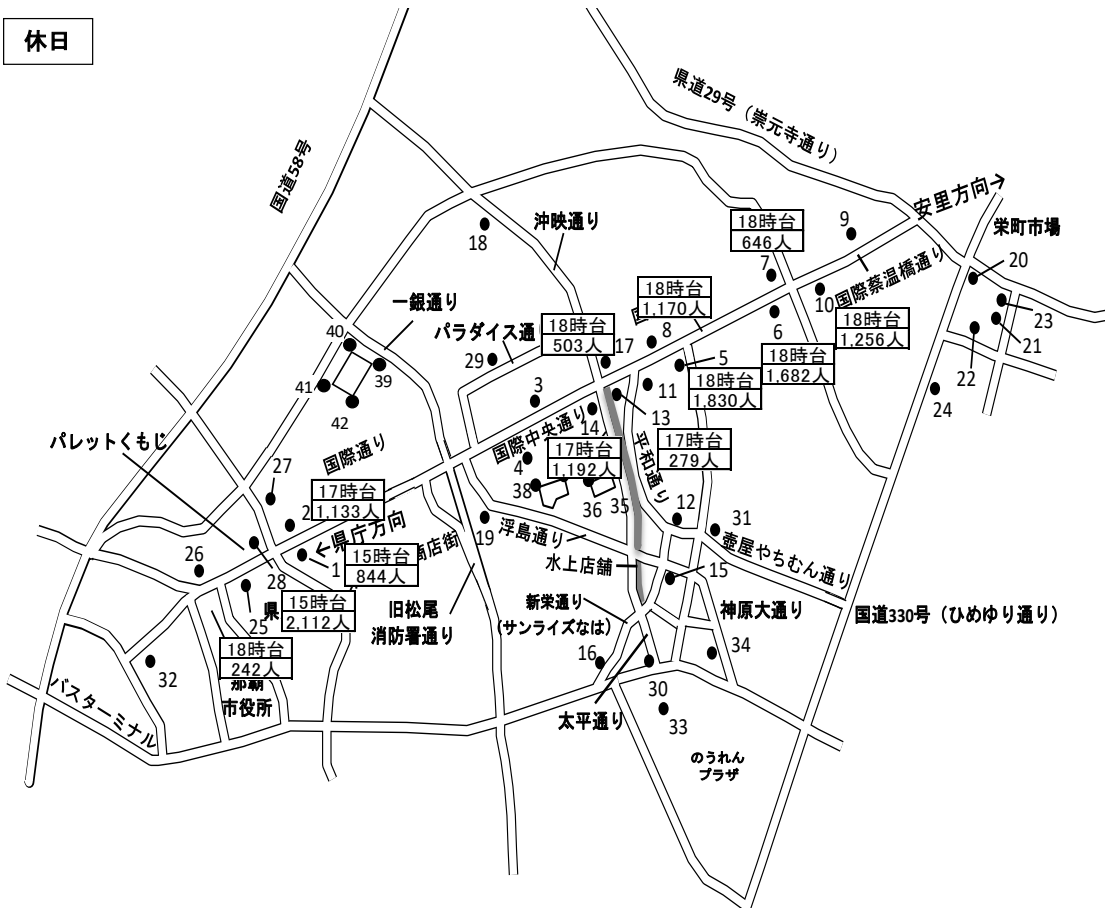 休日
県道29号（崇元寺通り）
国道58号
安里方向→
18時台
646人
9
栄町市場
18
沖映通り
20
7
国際蔡温橋通り
一銀通り
18時台
1,170人
10
パラダイス通
18時台
503人
国
8
6
18時台
1,256人
23
21
40
29
17
5
18時台
1,682人
22
39
3
11
18時台
1,830人
24
41
42
14
13
パレットくもじ
国際通り
国際中央通り
平和通り
17時台
279人
27
4
17時台
1,192人
17時台
1,133人
2
38
36
35
12
31
←県庁方向
商店街
19
浮島通り
壺屋やちむん通り
26
28
1
15時台
844人
水上店舗
15
25
県
15時台
2,112人
旧松尾
消防署通り
新栄通り
(サンライズなは)
神原大通り
国道330号（ひめゆり通り）
32
18時台
242人
16
30
34
バスターミナル
那覇
市役所
太平通り
33
のうれん
プラザ